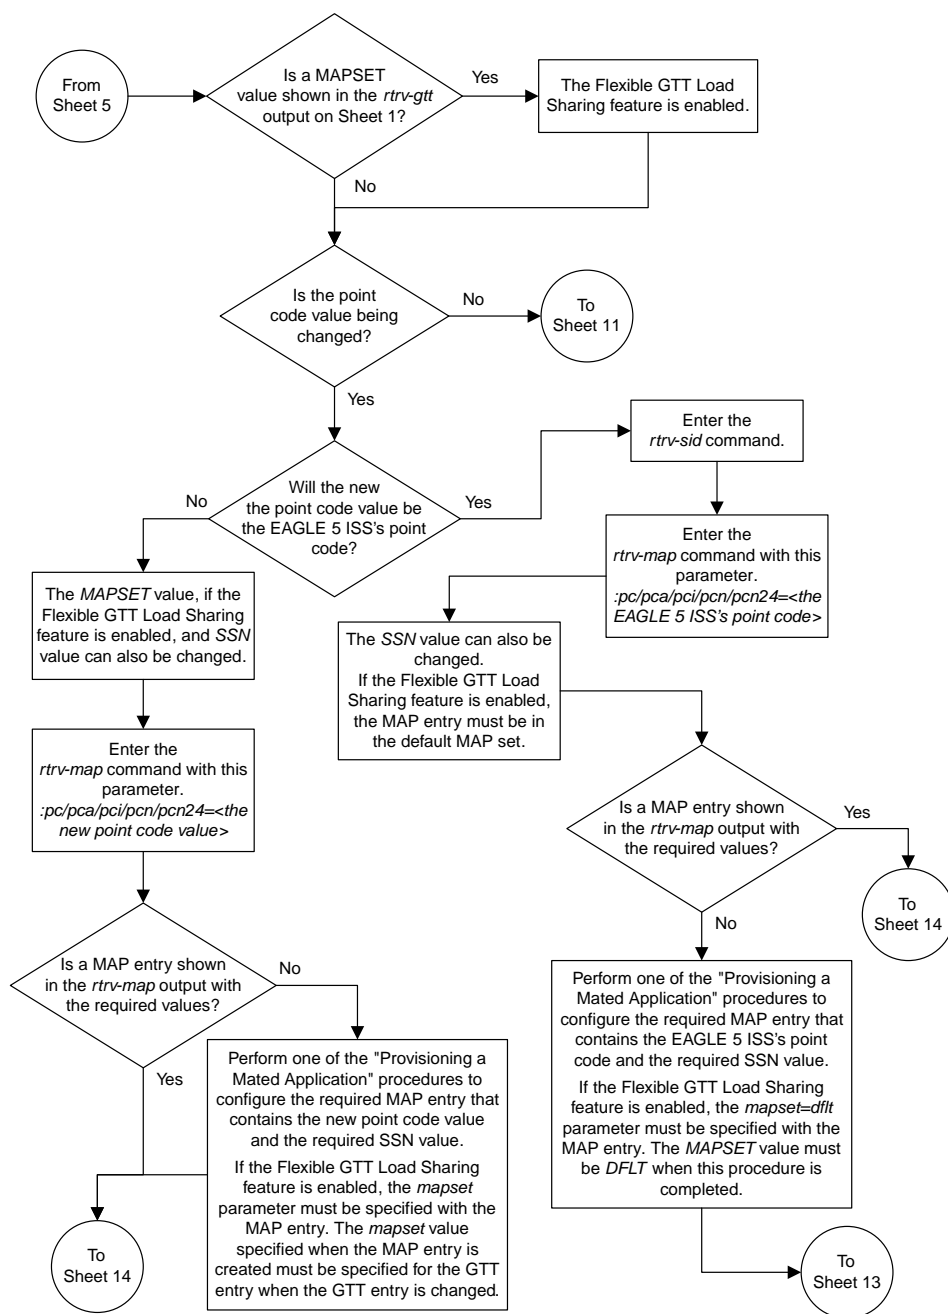 From
Sheet 5
Is a MAPSET
value shown in the rtrv-gtt
output on Sheet 1?
Yes
The Flexible GTT Load
Sharing feature is enabled.
No
Is the point
code value being
changed?
No
To
Sheet 11
Yes
Will the new
the point code value be
the EAGLE 5 ISS's point
code?
No
Yes
Enter the
rtrv-sid command.
Enter the
rtrv-map command with this
parameter.
:pc/pca/pci/pcn/pcn24=<the
EAGLE 5 ISS's point code>
The MAPSET value, if the
Flexible GTT Load Sharing
feature is enabled, and SSN
value can also be changed.
The SSN value can also be
changed.
If the Flexible GTT Load
Sharing feature is enabled,
the MAP entry must be in
the default MAP set.
Enter the
rtrv-map command with this
parameter.
:pc/pca/pci/pcn/pcn24=<the
new point code value>
Is a MAP entry shown
in the rtrv-map output with
the required values?
Yes
To
Sheet 14
No
Is a MAP entry shown
in the rtrv-map output with
the required values?
No
Yes
Perform one of the "Provisioning a
Mated Application" procedures to
configure the required MAP entry that
contains the new point code value
and the required SSN value.
If the Flexible GTT Load Sharing
feature is enabled, the mapset
parameter must be specified with the
MAP entry. The mapset value
specified when the MAP entry is
created must be specified for the GTT
entry when the GTT entry is changed.
To
Sheet 14
Perform one of the "Provisioning a
Mated Application" procedures to
configure the required MAP entry that
contains the EAGLE 5 ISS's point
code and the required SSN value.
If the Flexible GTT Load Sharing
feature is enabled, the mapset=dflt
parameter must be specified with the
MAP entry. The MAPSET value must
be DFLT when this procedure is
completed.
To
Sheet 13